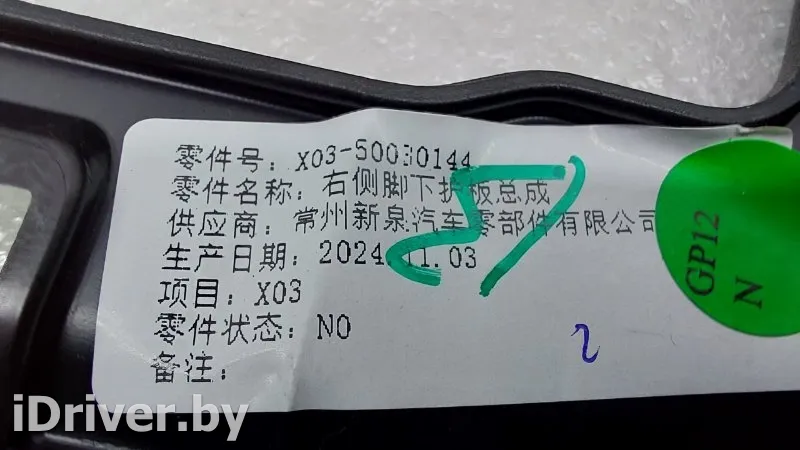 零件号：X03-50030144
零件名称：右侧脚下护板总成
供应商：常州新泉汽车零部件有限公司
生产日期：2024.11.03
项目：X03
零件状态：NO
备注：
GP12
N
iDriver.by